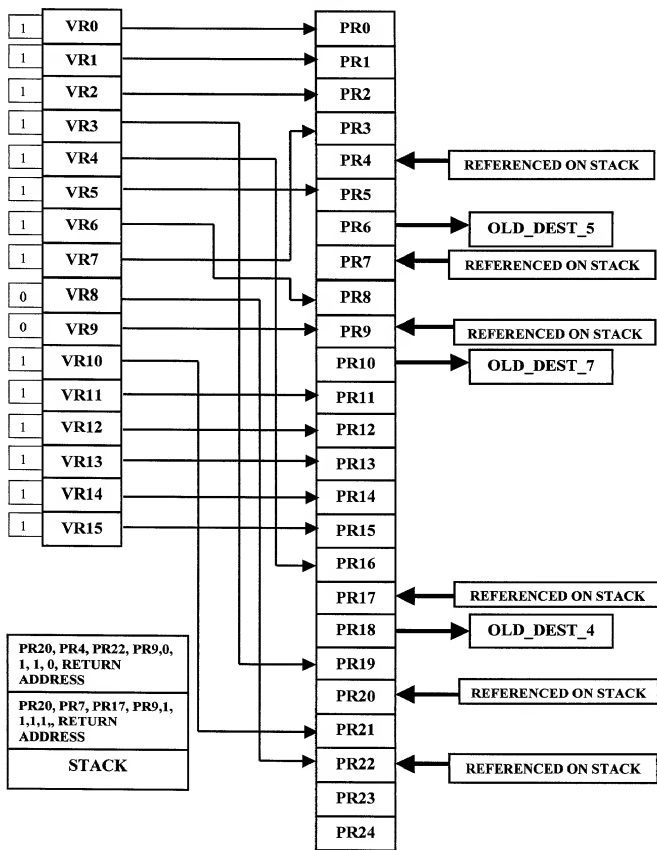 1 VR0 PR0
1 VR1 PR1
1 VR2 PR2
1 VR3 PR3
1 VR4 PR4 REFERENCED ON STACK
1 VR5 PR5
1 VR6 PR6 OLD_DEST_5
1 VR7 PR7 REFERENCED ON STACK
0 VR8 PR8
0 VR9 PR9 REFERENCED ON STACK
1 VR10 PR10 OLD_DEST_7
1 VR11 PR11
1 VR12 PR12
1 VR13 PR13
1 VR14 PR14
1 VR15 PR15
PR16
PR17 REFERENCED ON STACK
PR18 OLD_DEST_4
PR19
PR20 REFERENCED ON STACK
PR21
PR22 REFERENCED ON STACK
PR23
PR24
PR20, PR4, PR22, PR9,0,
1, 1, 0, RETURN
ADDRESS
PR20, PR7, PR17, PR9,1
1,1,1,, RETURN
ADDRESS
STACK